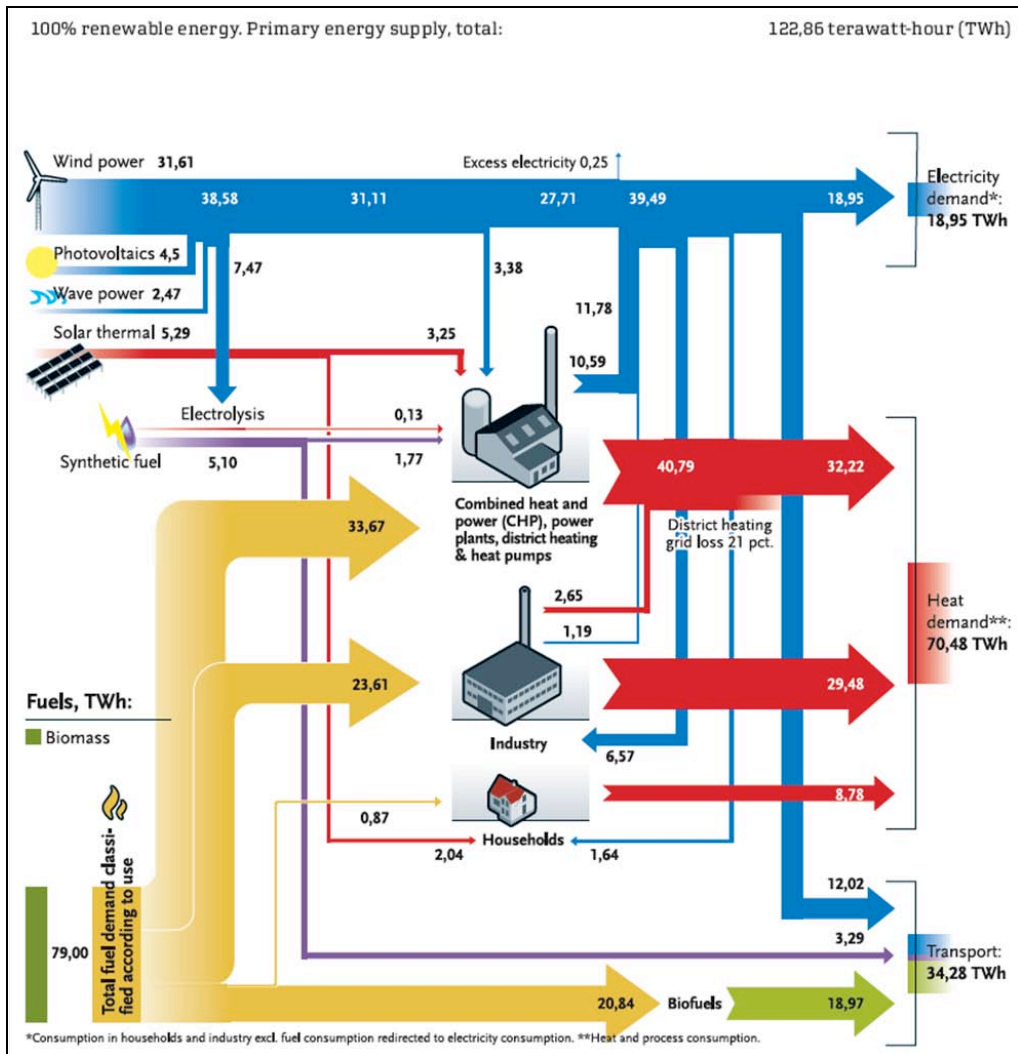 100% renewable energy. Primary energy supply, total: 122,86 terawatt-hour (TWh)
Wind power 31,61
Excess electricity 0,25
38,58 31,11 27,71 39,49 18,95
Electricity
demand*:
18,95 TWh
Photovoltaics 4,5
7,47
3,38
Wave power 2,47
11,78
Solar thermal 5,29
3,25
10,59
Electrolysis
0,13
Synthetic fuel
5,10
1,77
40,79
32,22
Combined heat and
power (CHP), power
plants, district heating
& heat pumps
District heating
grid loss 21 pct.
33,67
2,65
1,19
Heat
demand**:
70,48 TWh
23,61
29,48
Fuels, TWh:
Biomass
Industry
6,57
0,87
8,78
Households
2,04
1,64
Total fuel demand classi-
fied according to use
79,00
12,02
3,29
Transport:
34,28 TWh
20,84
Biofuels
18,97
*Consumption in households and industry excl. fuel consumption redirected to electricity consumption. **Heat and process consumption.